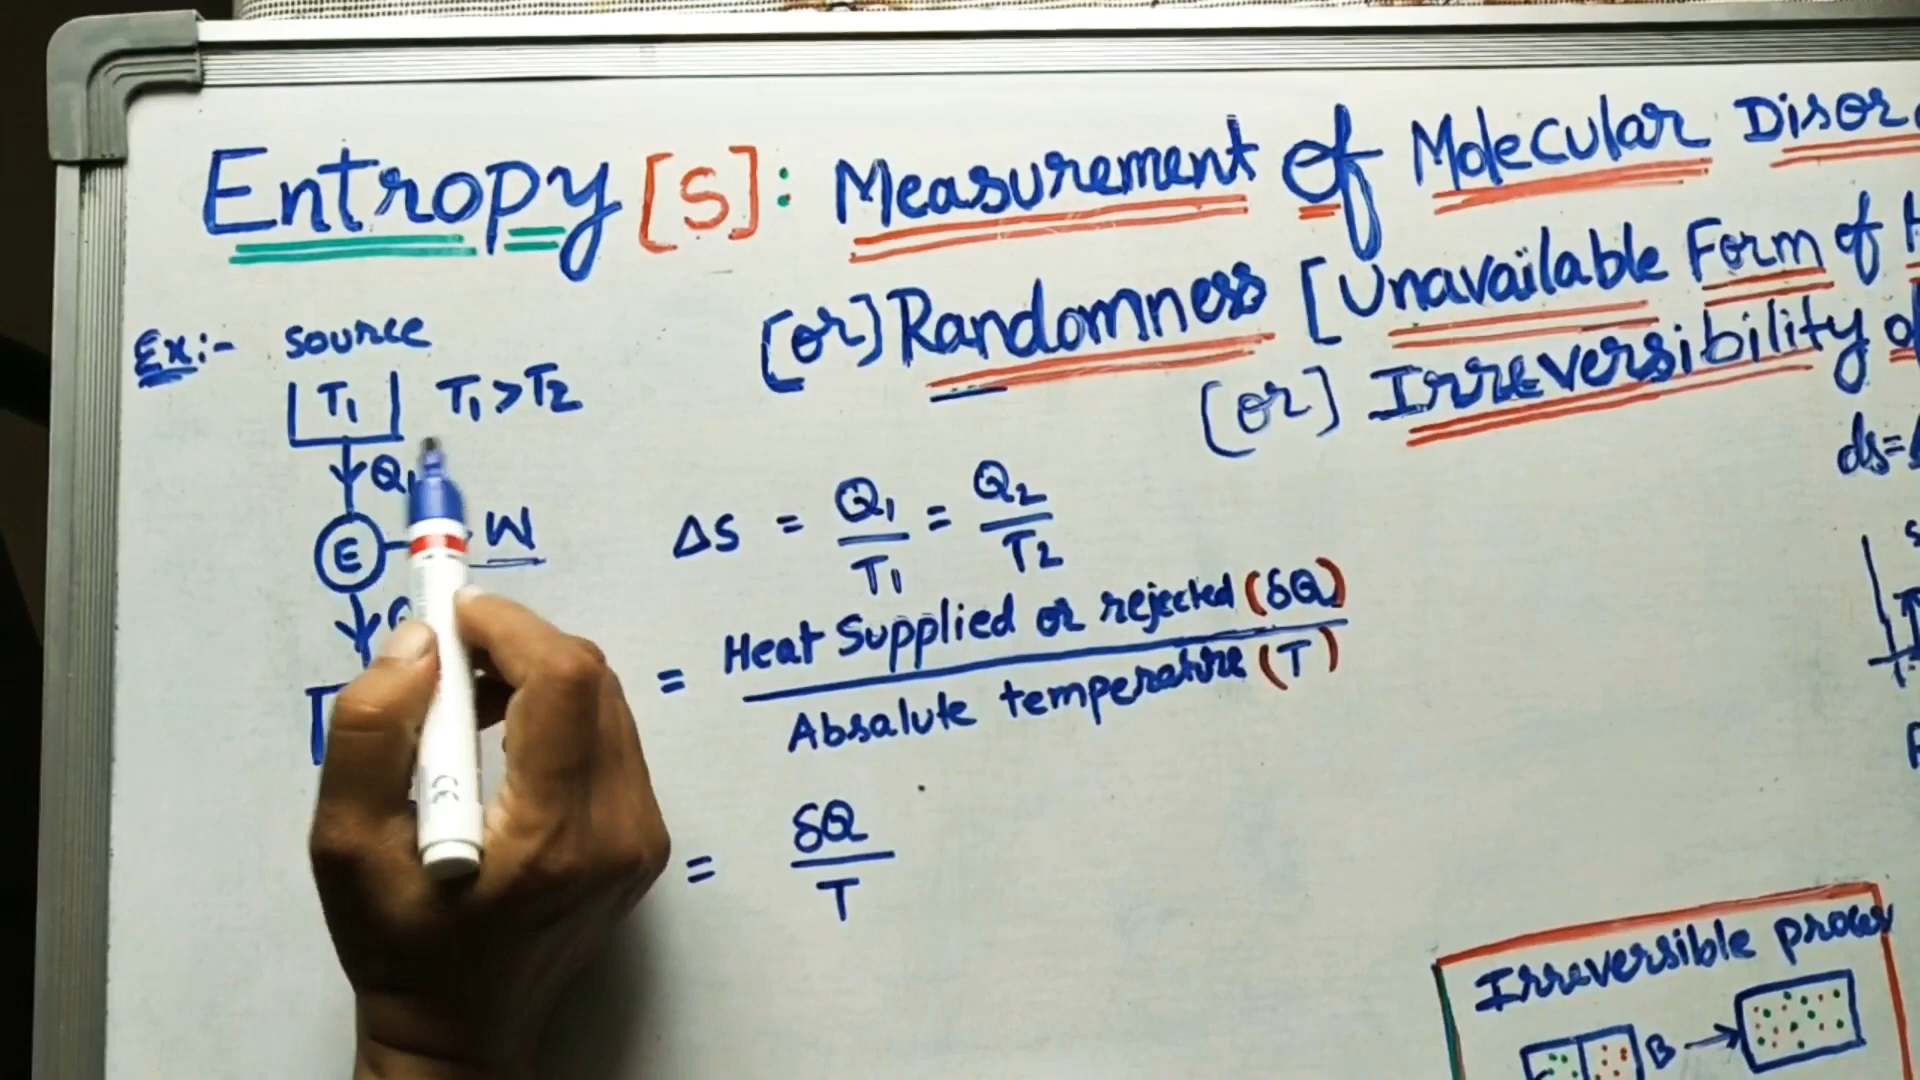 Entropy [S]: Measurement of Molecular
(or) Randomness [Unavailable Form of
(or) Irreversibility
Ex:- source
T1 T1>T2
Q1
E W
ΔS = Q1/T1 = Q2/T2
= Heat Supplied or rejected (δQ)
Absalute temperature (T)
= δQ/T
ds=
Irreversible
B